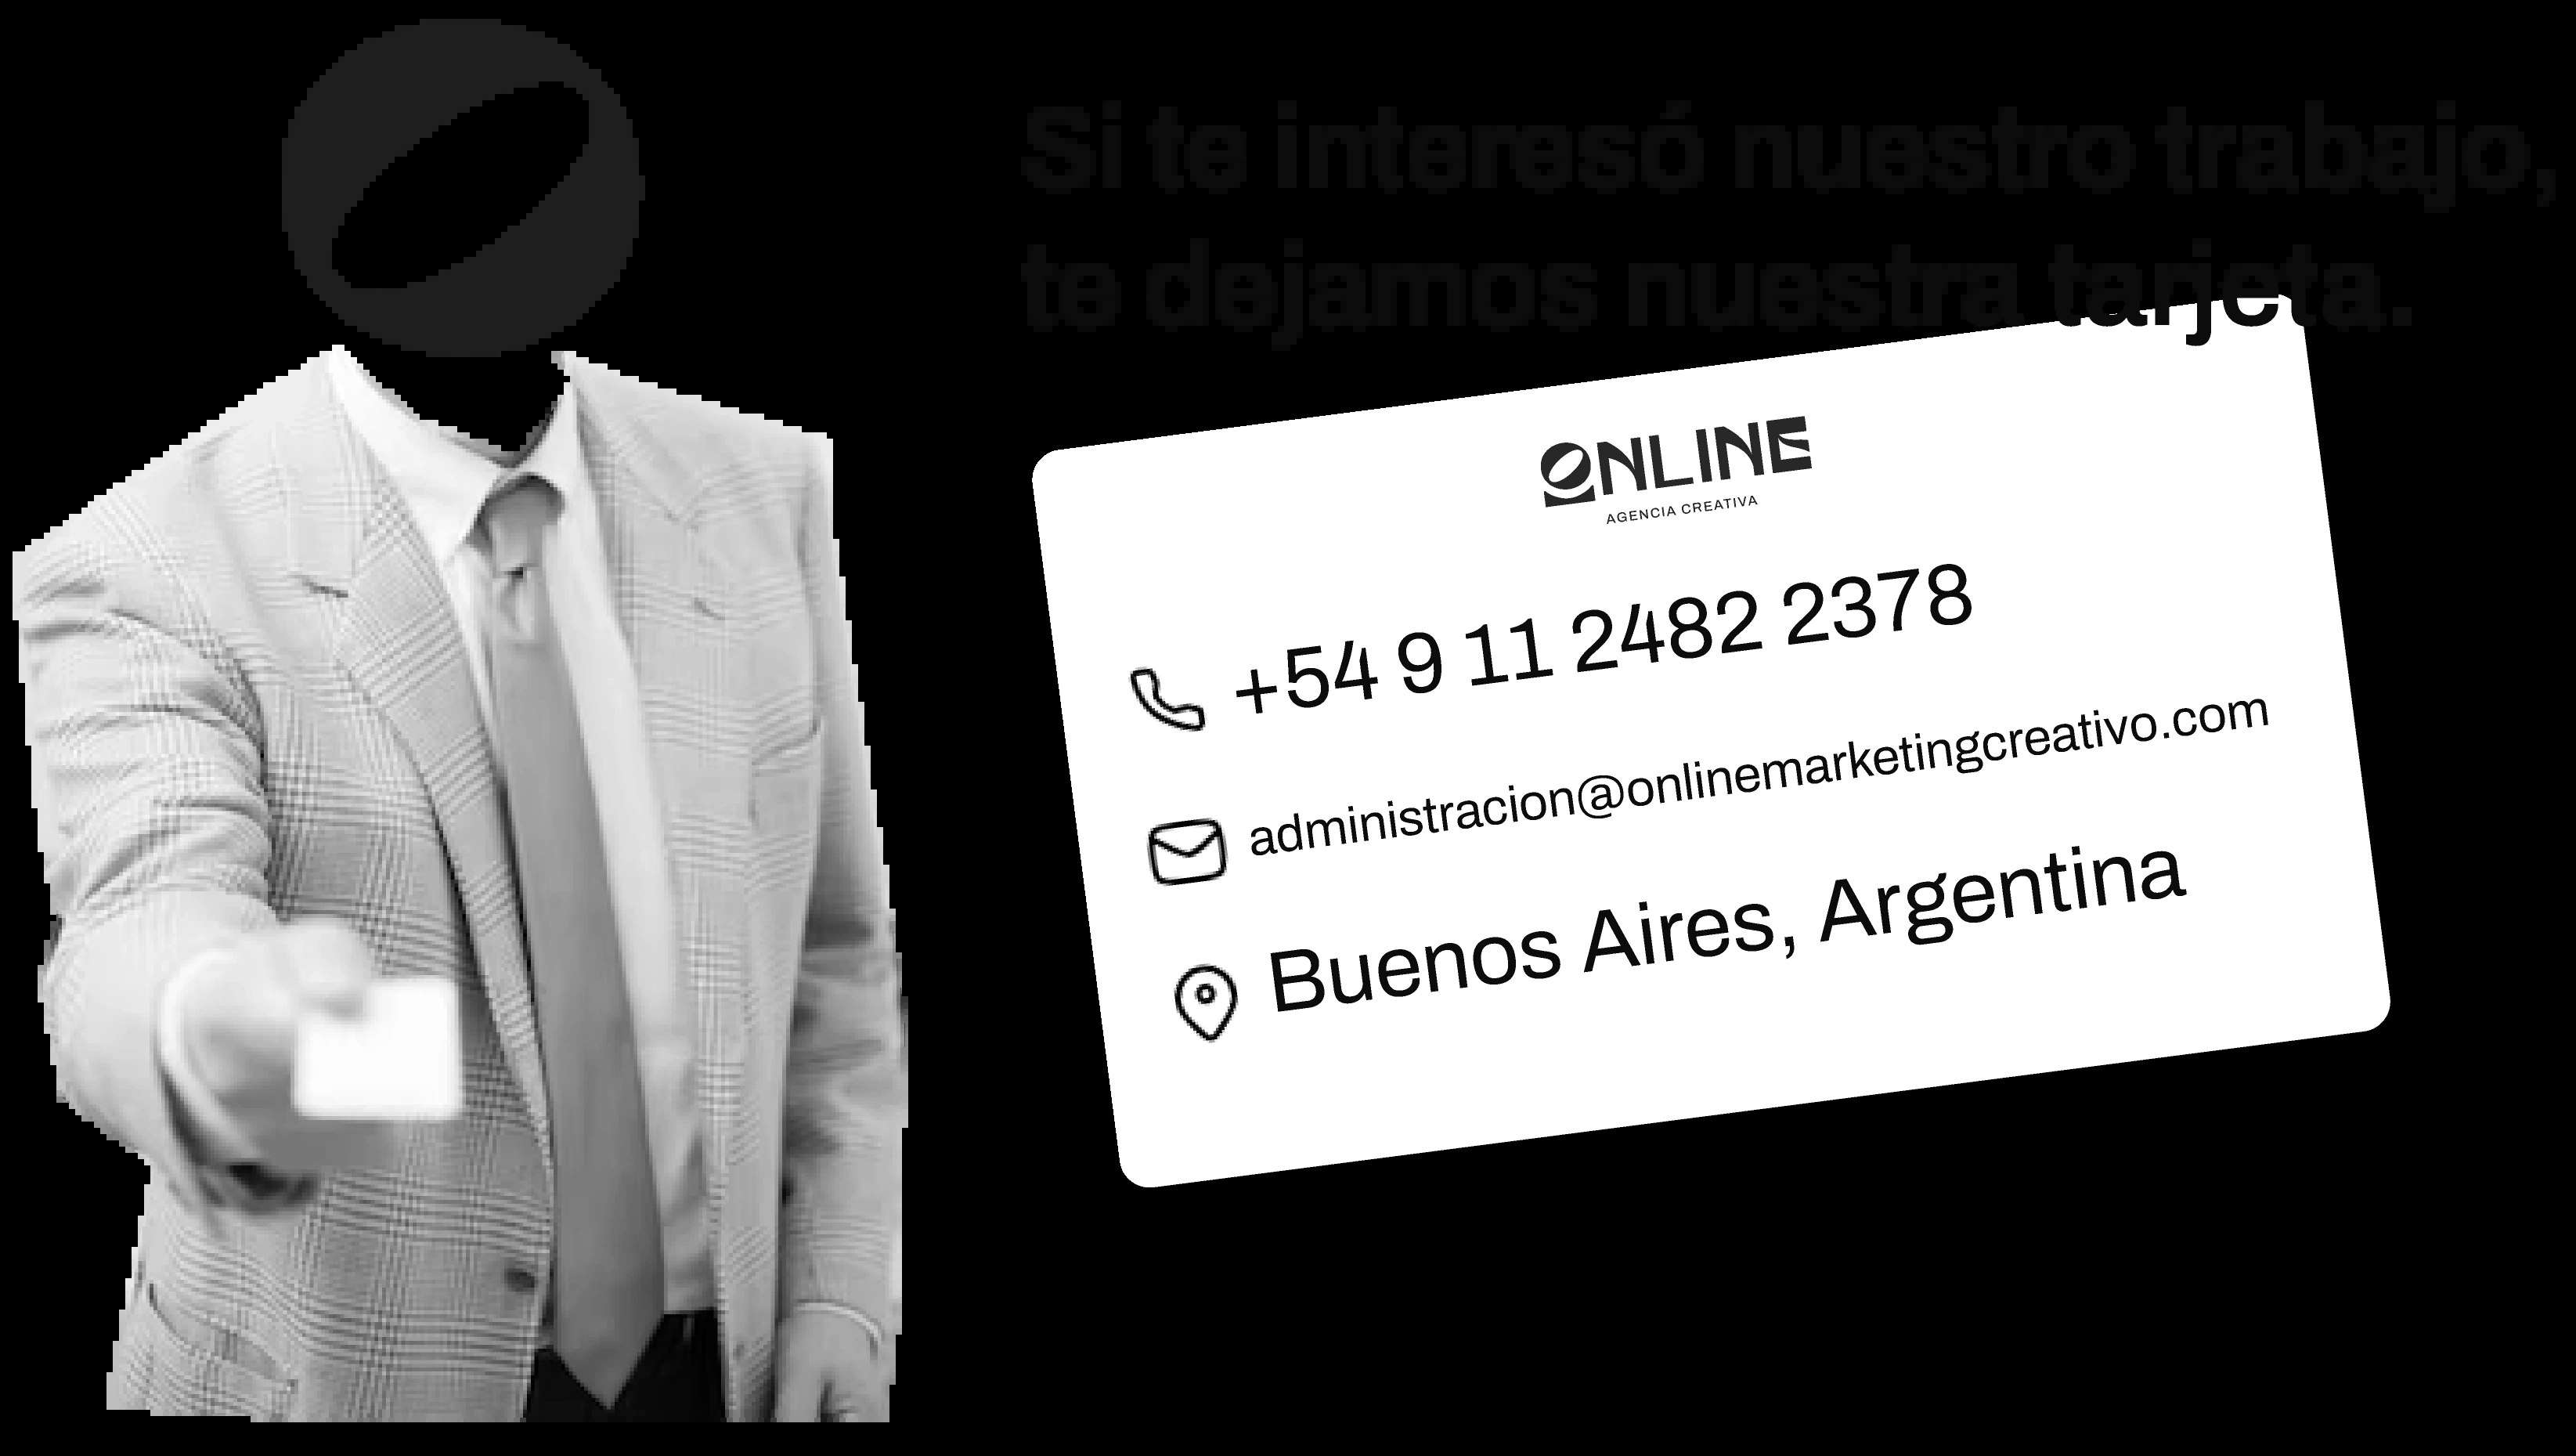 Si te interesó nuestro trabajo,
te dejamos nuestra tarjeta.
ONLINE
AGENCIA CREATIVA
+54 9 11 2482 2378
administracion@onlinemarketingcreativo.com
Buenos Aires, Argentina